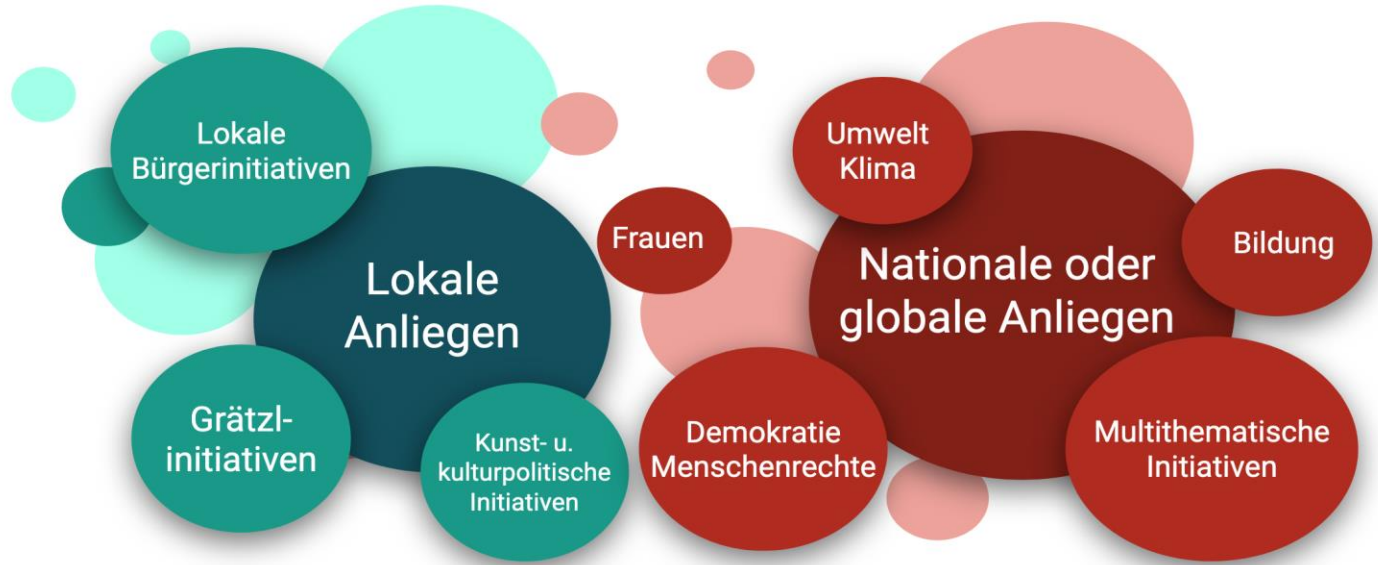 Lokale
Bürgerinitiativen
Lokale
Anliegen
Grätzl-
initiativen
Kunst- u.
kulturpolitische
Initiativen
Frauen
Umwelt
Klima
Nationale oder
globale Anliegen
Bildung
Demokratie
Menschenrechte
Multithematische
Initiativen